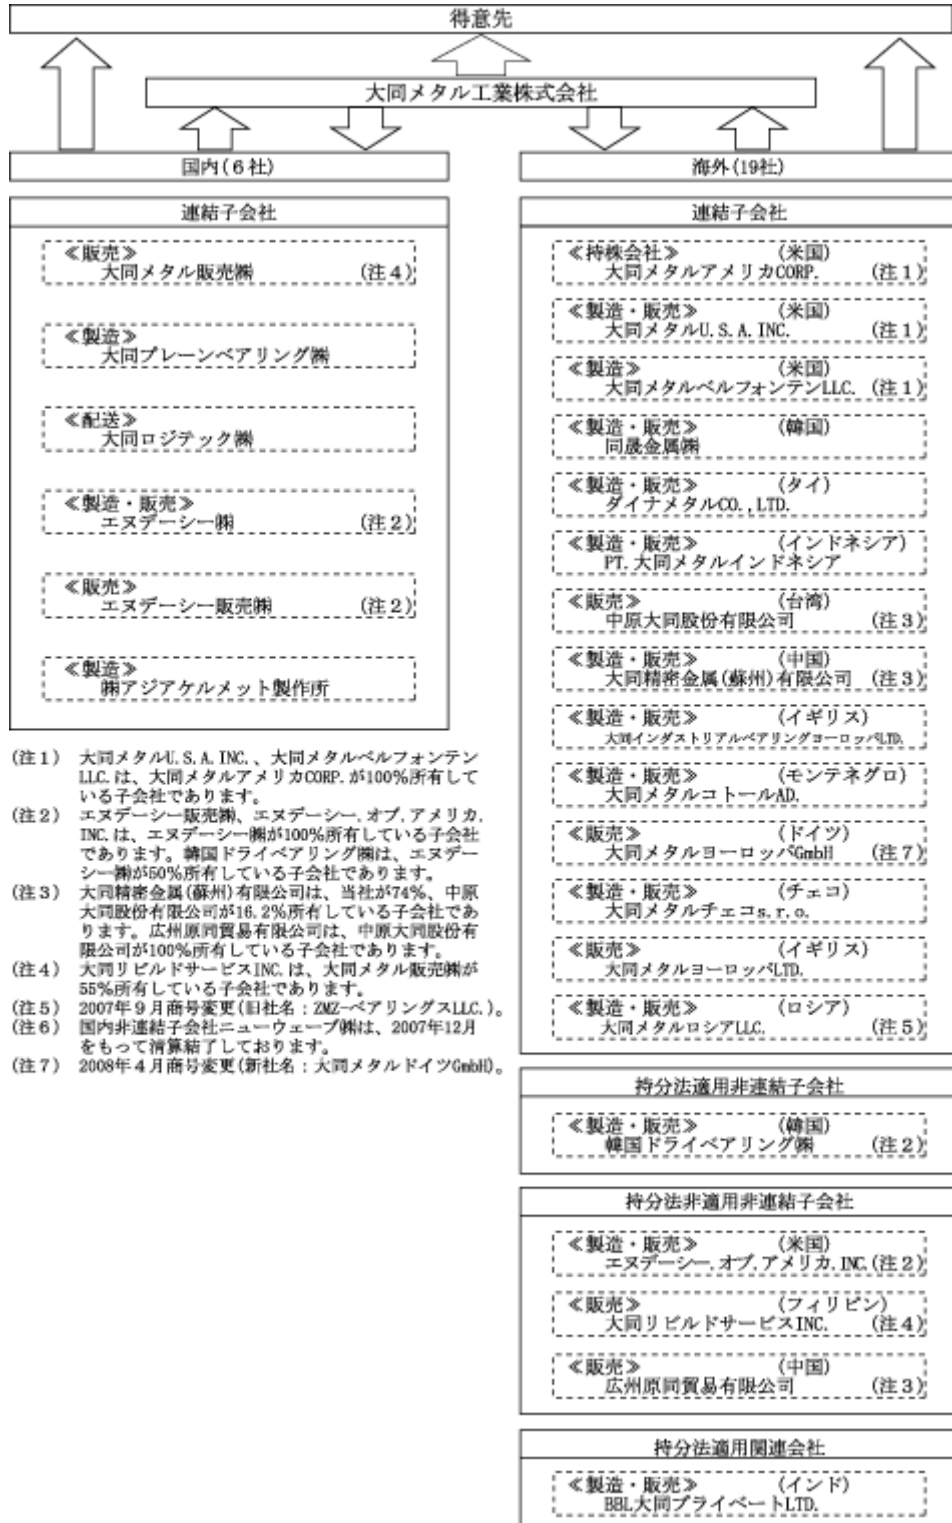 得意先
大同メタル工業株式会社
国内(6社)
連結子会社
≪販売≫
大同メタル販売㈱ (注4)
≪製造≫
大同プレーンベアリング㈱
≪配送≫
大同ロジテック㈱
≪製造・販売≫
エヌデーシー㈱ (注2)
≪販売≫
エヌデーシー販売㈱ (注2)
≪製造≫
㈱アジアケルメット製作所
(注1) 大同メタルU.S.A.INC.、大同メタルベルフォンテン
LLC.は、大同メタルアメリカCORP.が100%所有して
いる子会社であります。
(注2) エヌデーシー販売㈱、エヌデーシー.オブ.アメリカ.
INC.は、エヌデーシー㈱が100%所有している子会社
であります。韓国ドライベアリング㈱は、エヌデー
シー㈱が50%所有している子会社であります。
(注3) 大同精密金属(蘇州)有限公司は、当社が74%、中原
大同股份有限公司が16.2%所有している子会社であ
ります。広州原同貿易有限公司は、中原大同股份有
限公司が100%所有している子会社であります。
(注4) 大同リビルドサービスINC.は、大同メタル販売㈱が
55%所有している子会社であります。
(注5) 2007年9月商号変更(旧社名：ZMZ-ベアリングスLLC.)。
(注6) 国内非連結子会社ニューウェーブ㈱は、2007年12月
をもって清算結了しております。
(注7) 2008年4月商号変更(新社名：大同メタルドイツGmbH)。
海外(19社)
連結子会社
≪持株会社≫ (米国)
大同メタルアメリカCORP. (注1)
≪製造・販売≫ (米国)
大同メタルU.S.A.INC. (注1)
≪製造≫ (米国)
大同メタルベルフォンテンLLC. (注1)
≪製造・販売≫ (韓国)
同晟金属㈱
≪製造・販売≫ (タイ)
ダイナメタルCO.,LTD.
≪製造・販売≫ (インドネシア)
PT.大同メタルインドネシア
≪販売≫ (台湾)
中原大同股份有限公司 (注3)
≪製造・販売≫ (中国)
大同精密金属(蘇州)有限公司 (注3)
≪製造・販売≫ (イギリス)
大同インダストリアルベアリングヨーロッパLTD.
≪製造・販売≫ (モンテネグロ)
大同メタルコトールAD.
≪販売≫ (ドイツ)
大同メタルヨーロッパGmbH (注7)
≪製造・販売≫ (チェコ)
大同メタルチェコs.r.o.
≪販売≫ (イギリス)
大同メタルヨーロッパLTD.
≪製造・販売≫ (ロシア)
大同メタルロシアLLC. (注5)
持分法適用非連結子会社
≪製造・販売≫ (韓国)
韓国ドライベアリング㈱ (注2)
持分法非適用非連結子会社
≪製造・販売≫ (米国)
エヌデーシー.オブ.アメリカ.INC.(注2)
≪販売≫ (フィリピン)
大同リビルドサービスINC. (注4)
≪販売≫ (中国)
広州原同貿易有限公司 (注3)
持分法適用関連会社
≪製造・販売≫ (インド)
BBL大同プライベートLTD.